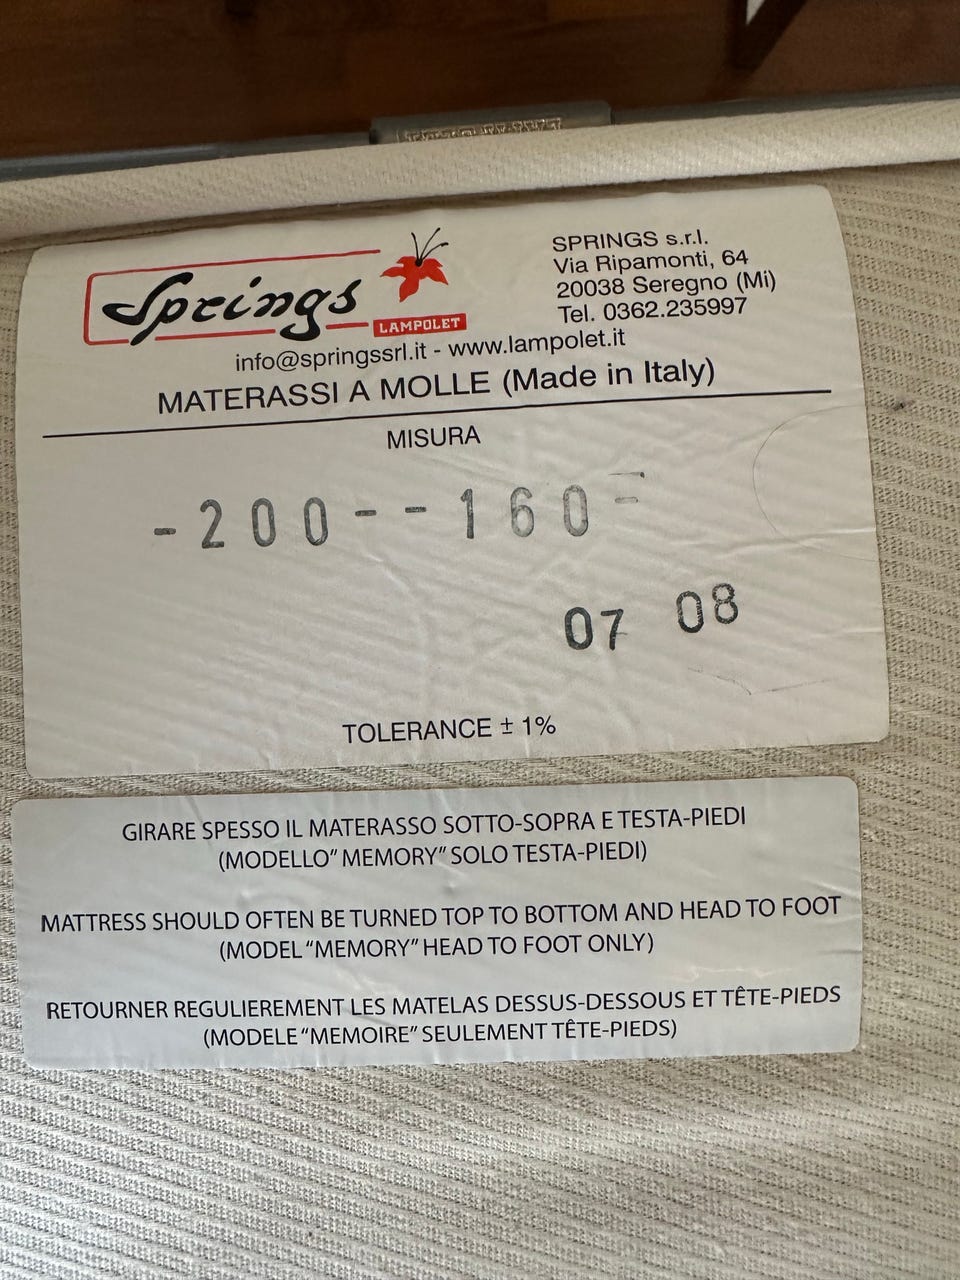 Springs
LAMPOLET
SPRINGS s.r.l.
Via Ripamonti, 64
20038 Seregno (Mi)
Tel. 0362.235997
info@springssrl.it - www.lampolet.it
MATERASSI A MOLLE (Made in Italy)
MISURA
-200--160-
07 08
TOLERANCE ± 1%
GIRARE SPESSO IL MATERASSO SOTTO-SOPRA E TESTA-PIEDI
(MODELLO" MEMORY" SOLO TESTA-PIEDI)
MATTRESS SHOULD OFTEN BE TURNED TOP TO BOTTOM AND HEAD TO FOOT
(MODEL "MEMORY" HEAD TO FOOT ONLY)
RETOURNER REGULIEREMENT LES MATELAS DESSUS-DESSOUS ET TÊTE-PIEDS
(MODELE "MEMOIRE" SEULEMENT TÊTE-PIEDS)